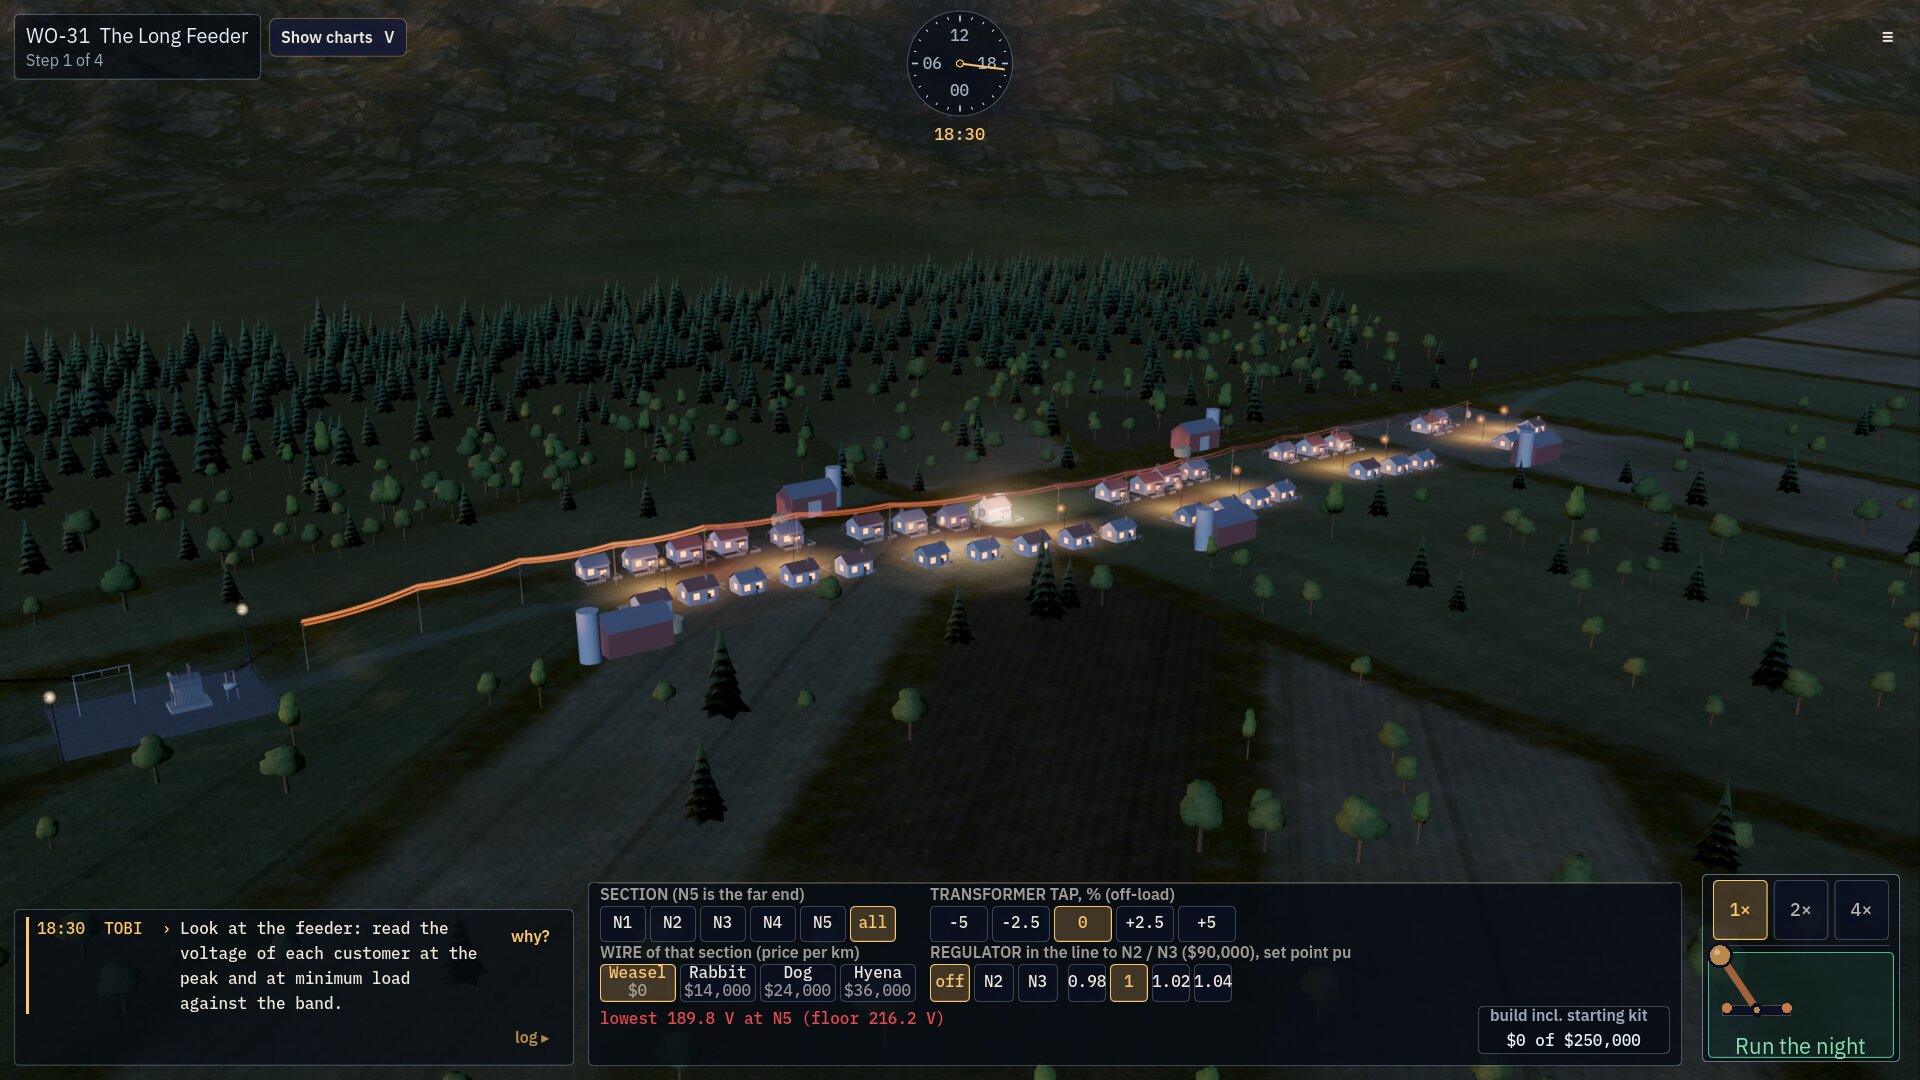 WO-31 The Long Feeder
Step 1 of 4
Show charts V
12
06 18
00
18:30
≡
18:30 TOBI › Look at the feeder: read the
voltage of each customer at the
peak and at minimum load
against the band.
why?
log ▸
SECTION (N5 is the far end)
N1 N2 N3 N4 N5 all
WIRE of that section (price per km)
Weasel $0
Rabbit $14,000
Dog $24,000
Hyena $36,000
lowest 189.8 V at N5 (floor 216.2 V)
TRANSFORMER TAP, % (off-load)
-5 -2.5 0 +2.5 +5
REGULATOR in the line to N2 / N3 ($90,000), set point pu
off N2 N3 0.98 1 1.02 1.04
build incl. starting kit
$0 of $250,000
1× 2× 4×
Run the night